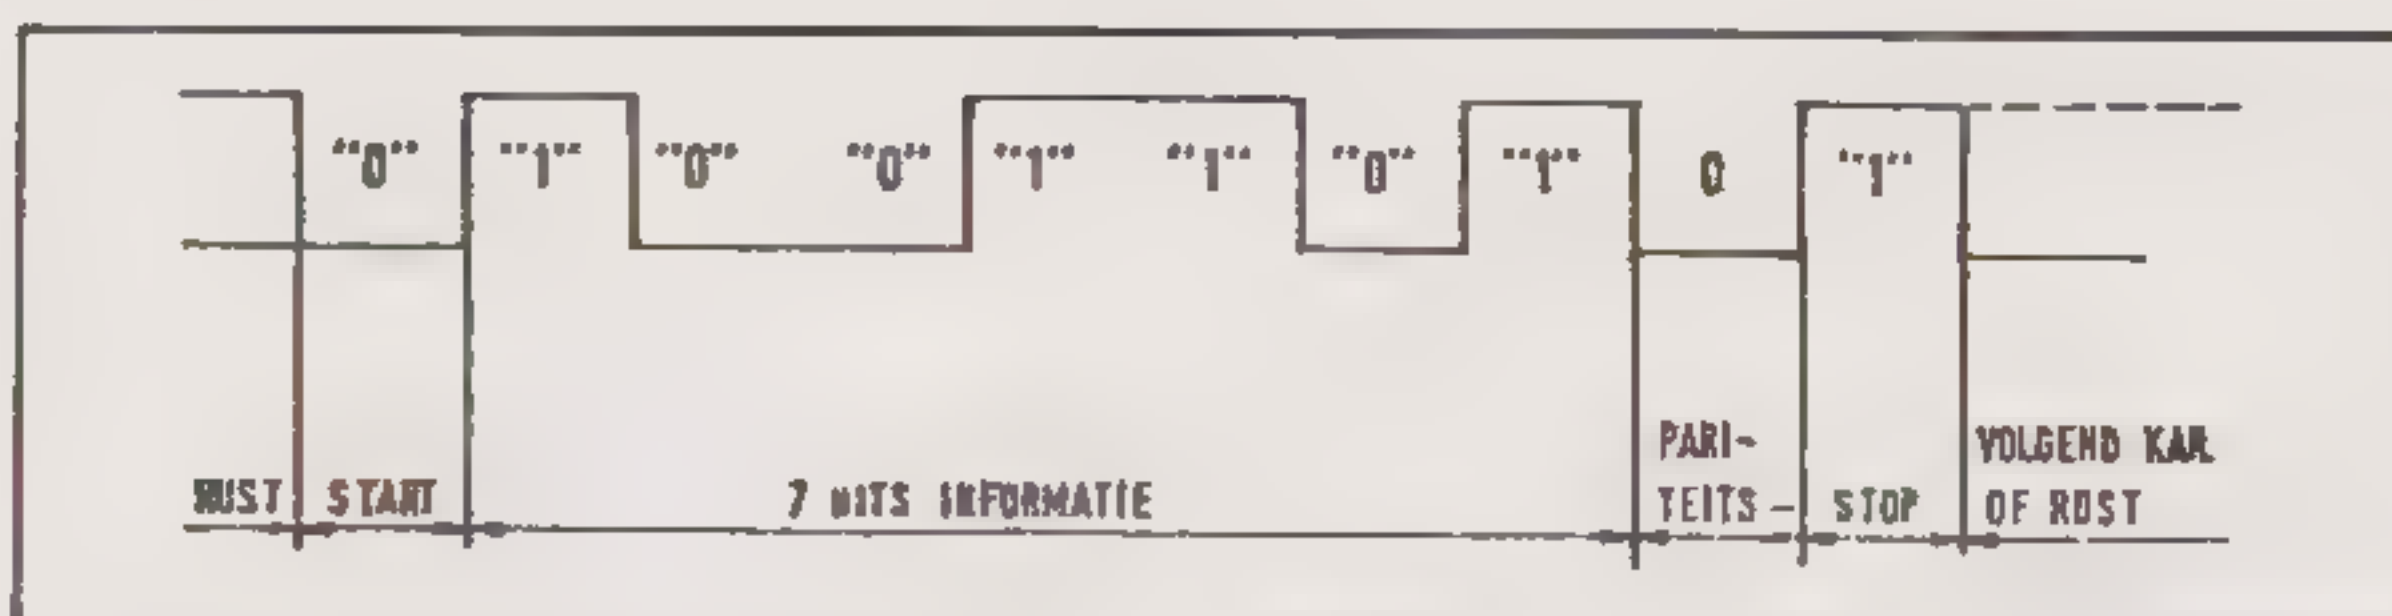 "0" "1" "0" "0" "1" "1" "0" "1" 0 "1"
RUST START 7 BITS INFORMATIE PARI-
TEITS- STOP VOLGEND KAR.
OF RUST